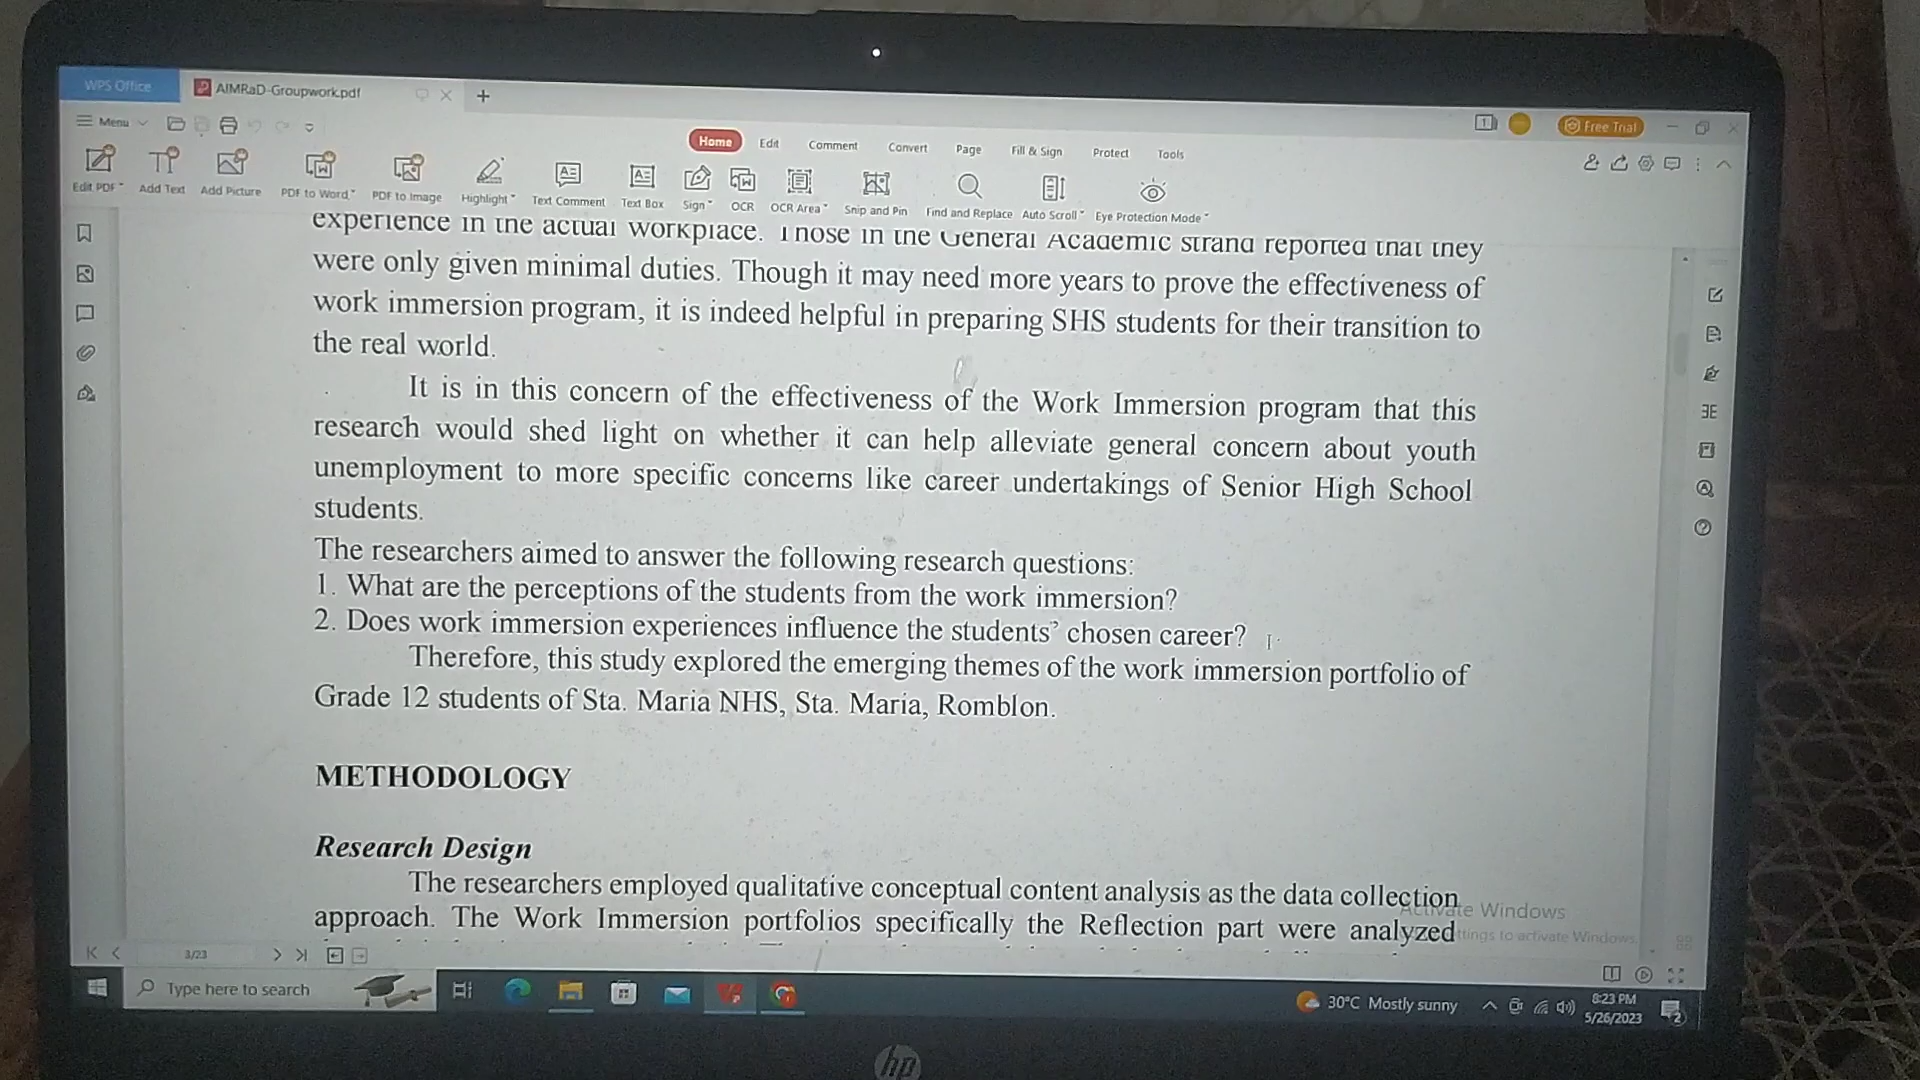 WPS Office
AIMRaD-Groupwork.pdf
Menu
Free Trial
Home Edit Comment Convert Page Fill & Sign Protect Tools
Edit PDF Add Text Add Picture PDF to Word PDF to Image Highlight Text Comment Text Box Sign OCR OCR Area Snip and Pin Find and Replace Auto Scroll Eye Protection Mode
experience in the actual workplace. Those in the General Academic strand reported that they
were only given minimal duties. Though it may need more years to prove the effectiveness of
work immersion program, it is indeed helpful in preparing SHS students for their transition to
the real world.
It is in this concern of the effectiveness of the Work Immersion program that this
research would shed light on whether it can help alleviate general concern about youth
unemployment to more specific concerns like career undertakings of Senior High School
students.
The researchers aimed to answer the following research questions:
1. What are the perceptions of the students from the work immersion?
2. Does work immersion experiences influence the students' chosen career?
Therefore, this study explored the emerging themes of the work immersion portfolio of
Grade 12 students of Sta. Maria NHS, Sta. Maria, Romblon.
METHODOLOGY
Research Design
The researchers employed qualitative conceptual content analysis as the data collection
approach. The Work Immersion portfolios specifically the Reflection part were analyzed
Activate Windows
ttings to activate Windows.
3/23
Type here to search
30°C Mostly sunny
8:23 PM
5/26/2023
2
hp